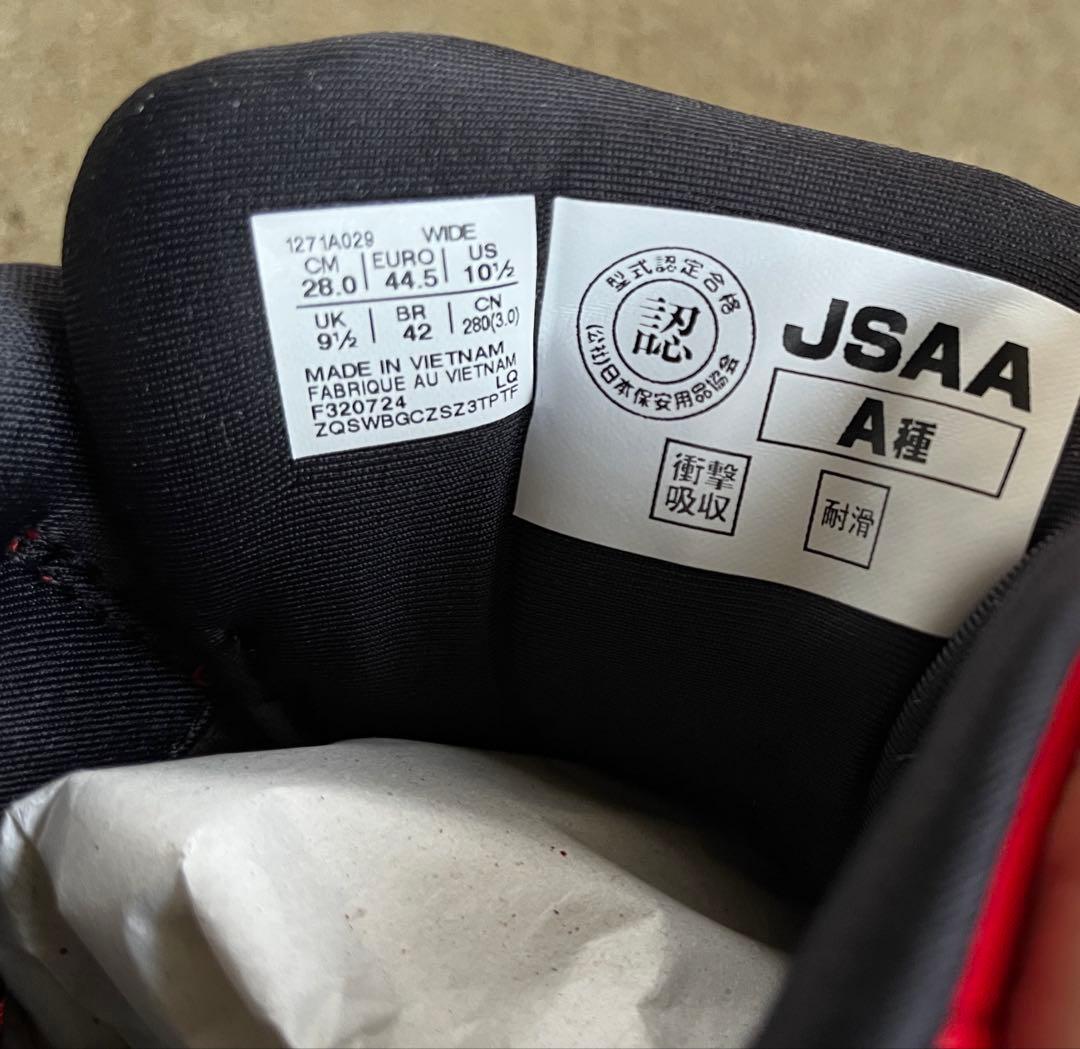 1271A029 WIDE
CM EURO US
28.0 44.5 10½
UK BR CN
9½ 42 280(3.0)
MADE IN VIETNAM
FABRIQUE AU VIETNAM
F320724 LQ
ZQSWBGCZSZ3TPTF
型式認定合格
認
(公社)日本保安用品協会
JSAA
A種
衝撃
吸収
耐滑